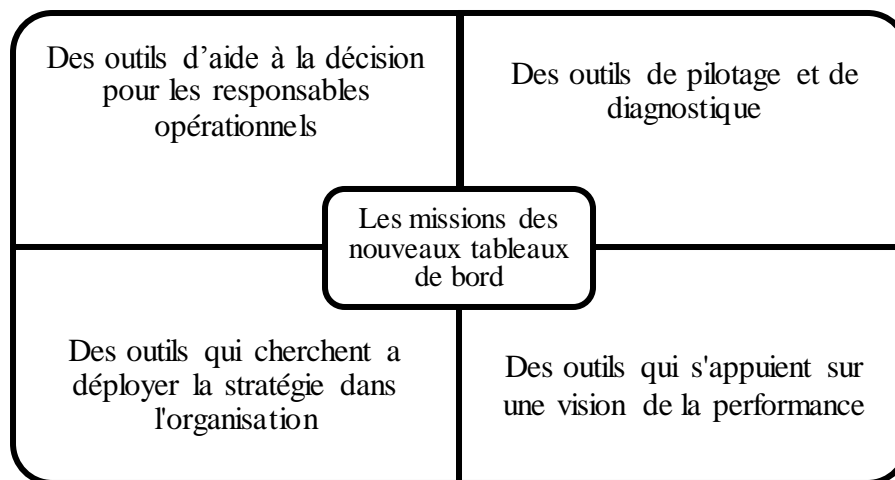 Des outils d’aide à la décision
pour les responsables
opérationnels
Des outils de pilotage et de
diagnostique
Les missions des
nouveaux tableaux
de bord
Des outils qui cherchent a
déployer la stratégie dans
l'organisation
Des outils qui s'appuient sur
une vision de la performance